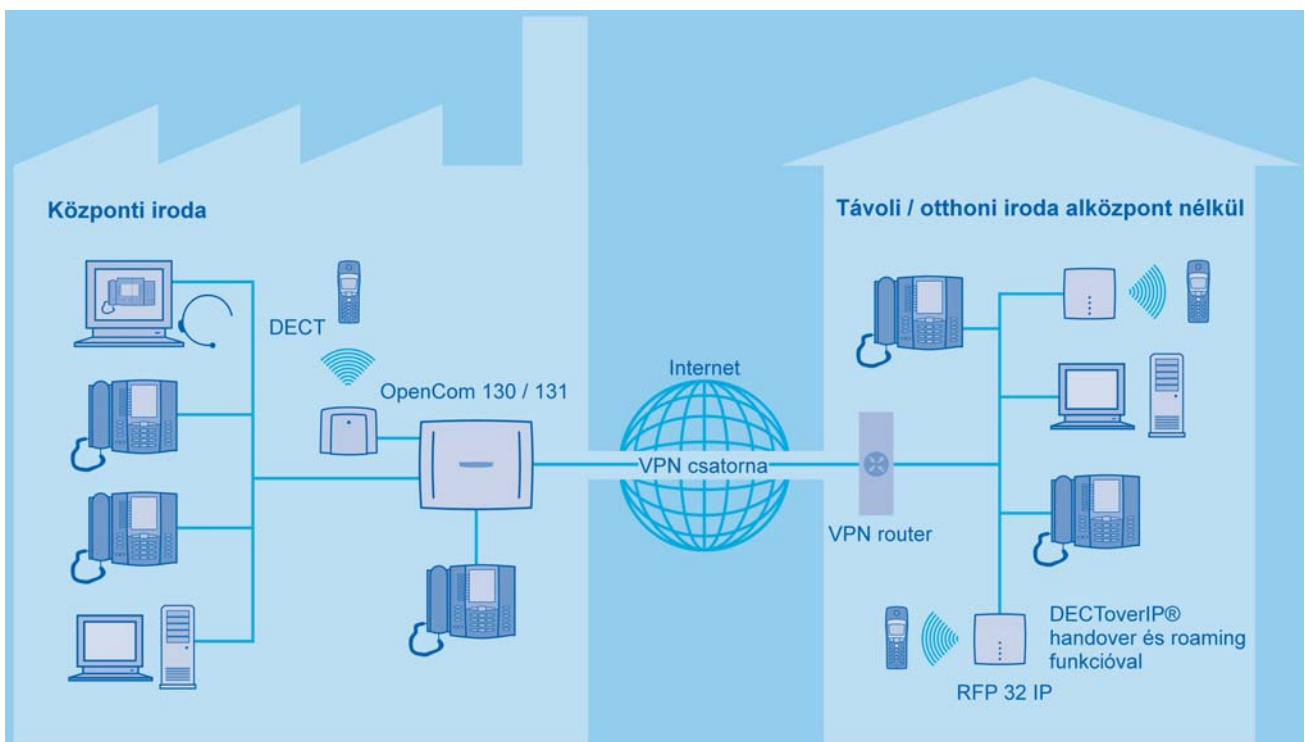 Központi iroda
DECT
OpenCom 130 / 131
Internet
VPN csatorna
Távoli / otthoni iroda alközpont nélkül
VPN router
DECToverIP®
handover és roaming
funkcióval
RFP 32 IP